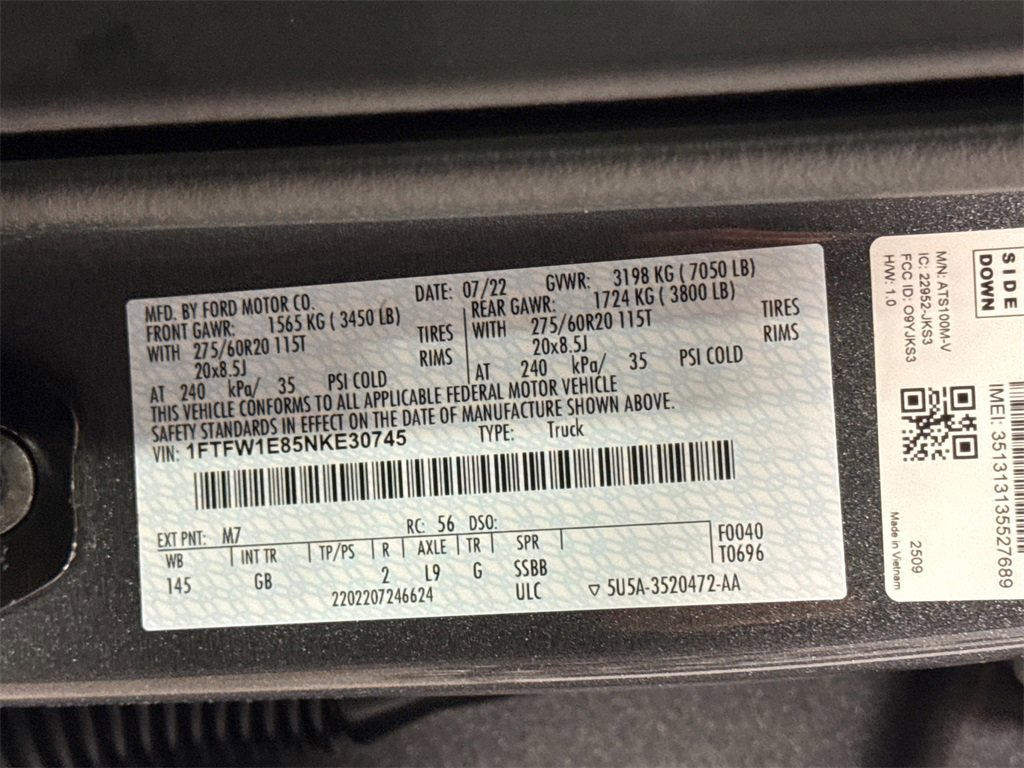 MFD. BY FORD MOTOR CO.
DATE: 07/22 GVWR: 3198 KG ( 7050 LB)
FRONT GAWR: 1565 KG ( 3450 LB)
REAR GAWR: 1724 KG ( 3800 LB)
WITH 275/60R20 115T TIRES
WITH 275/60R20 115T TIRES
20x8.5J RIMS
20x8.5J RIMS
AT 240 kPa/ 35 PSI COLD
AT 240 kPa/ 35 PSI COLD
THIS VEHICLE CONFORMS TO ALL APPLICABLE FEDERAL MOTOR VEHICLE
SAFETY STANDARDS IN EFFECT ON THE DATE OF MANUFACTURE SHOWN ABOVE.
VIN: 1FTFW1E85NKE30745 TYPE: Truck
EXT PNT: M7 RC: 56 DSO:
WB INT TR TP/PS R AXLE TR SPR F0040
145 GB 2 L9 G SSBB T0696
2202207246624 ULC 5U5A-3520472-AA
SIDE
DOWN
M/N: ATS100M-V
IC: 22952-JKS3
FCC ID: O9YJKS3
H/W: 1.0
IMEI: 351313135527689
2509
Made in Vietnam